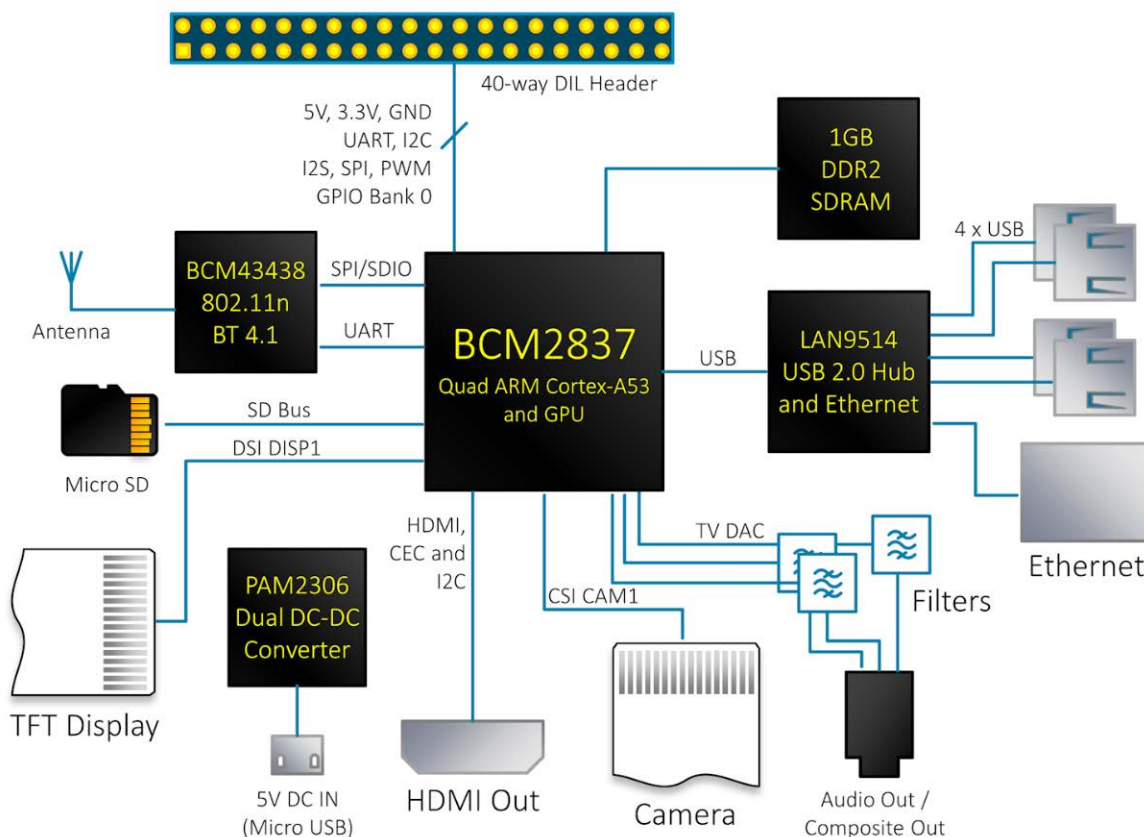 40-way DIL Header
5V, 3.3V, GND
UART, I2C
I2S, SPI, PWM
GPIO Bank 0
1GB
DDR2
SDRAM
4 x USB
BCM43438
802.11n
BT 4.1
SPI/SDIO
UART
Antenna
BCM2837
Quad ARM Cortex-A53
and GPU
USB
LAN9514
USB 2.0 Hub
and Ethernet
SD Bus
Micro SD
DSI DISP1
TFT Display
PAM2306
Dual DC-DC
Converter
5V DC IN
(Micro USB)
HDMI,
CEC and
I2C
HDMI Out
CSI CAM1
Camera
TV DAC
Filters
Ethernet
Audio Out /
Composite Out